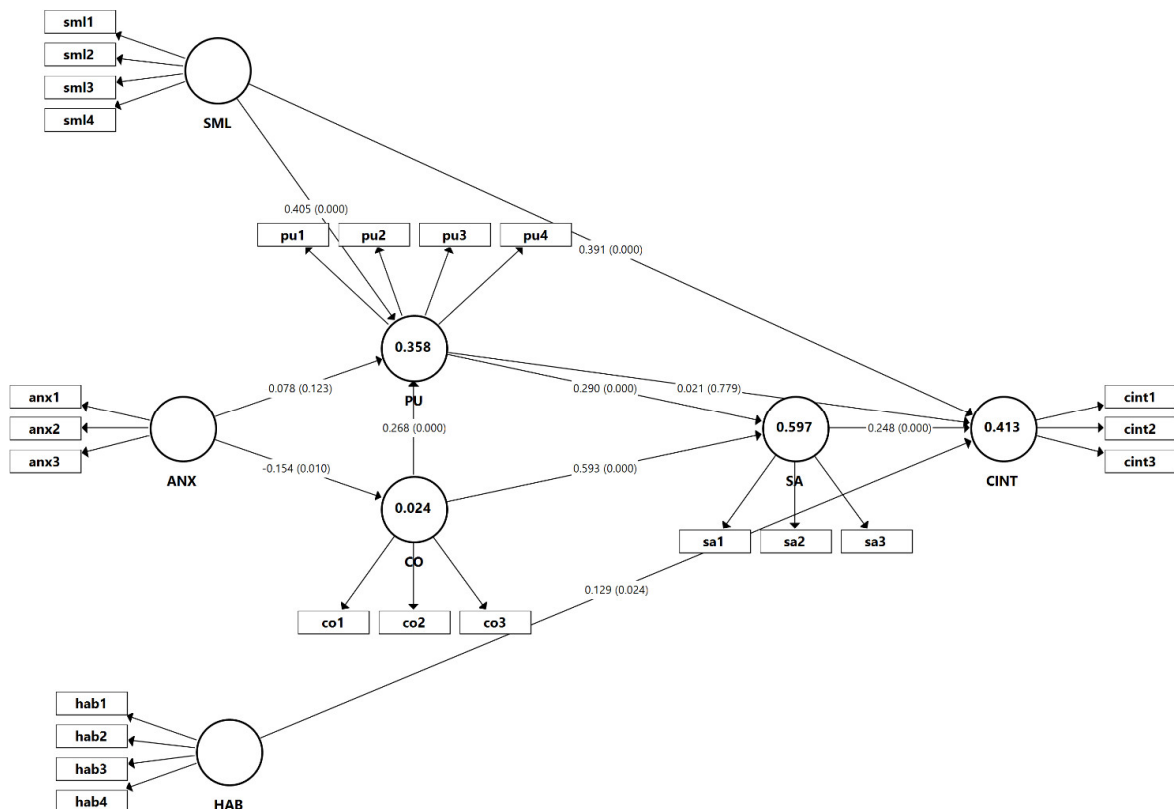 sml1
sml2
sml3
sml4
SML
0.405 (0.000)
pu1
pu2
pu3
pu4
0.391 (0.000)
0.358
PU
0.078 (0.123)
0.290 (0.000)
0.021 (0.779)
anx1
anx2
anx3
ANX
0.268 (0.000)
0.597
SA
0.248 (0.000)
0.413
CINT
cint1
cint2
cint3
-0.154 (0.010)
0.593 (0.000)
0.024
CO
sa1
sa2
sa3
0.129 (0.024)
co1
co2
co3
hab1
hab2
hab3
hab4
HAB